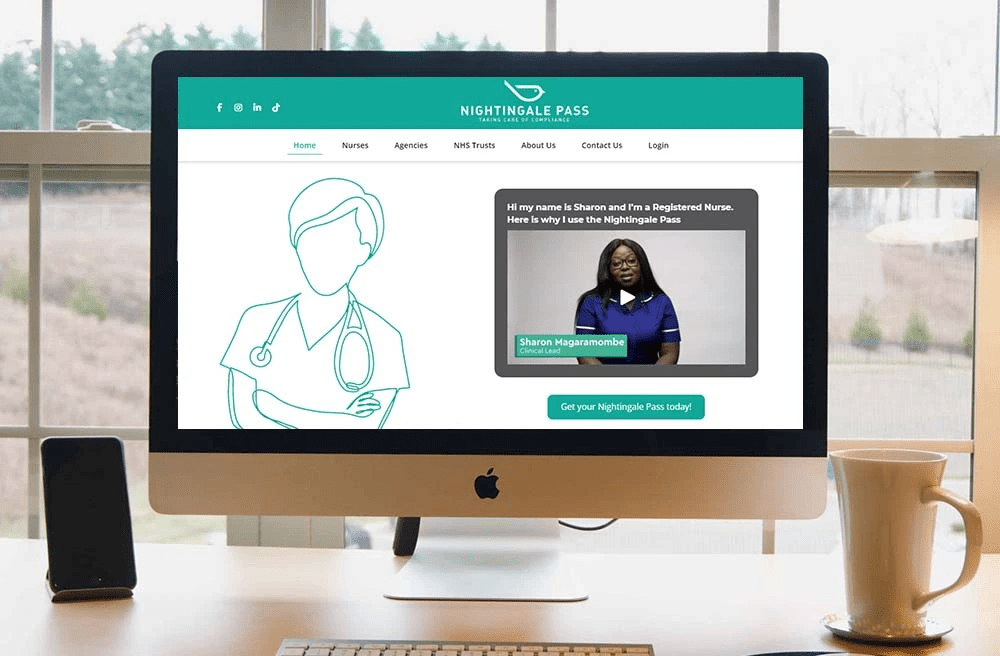 NIGHTINGALE PASS
TAKING CARE OF COMPLIANCE
Home Nurses Agencies NHS Trusts About Us Contact Us Login
Hi my name is Sharon and I'm a Registered Nurse.
Here is why I use the Nightingale Pass
Sharon Magaramombe
Clinical Lead
Get your Nightingale Pass today!